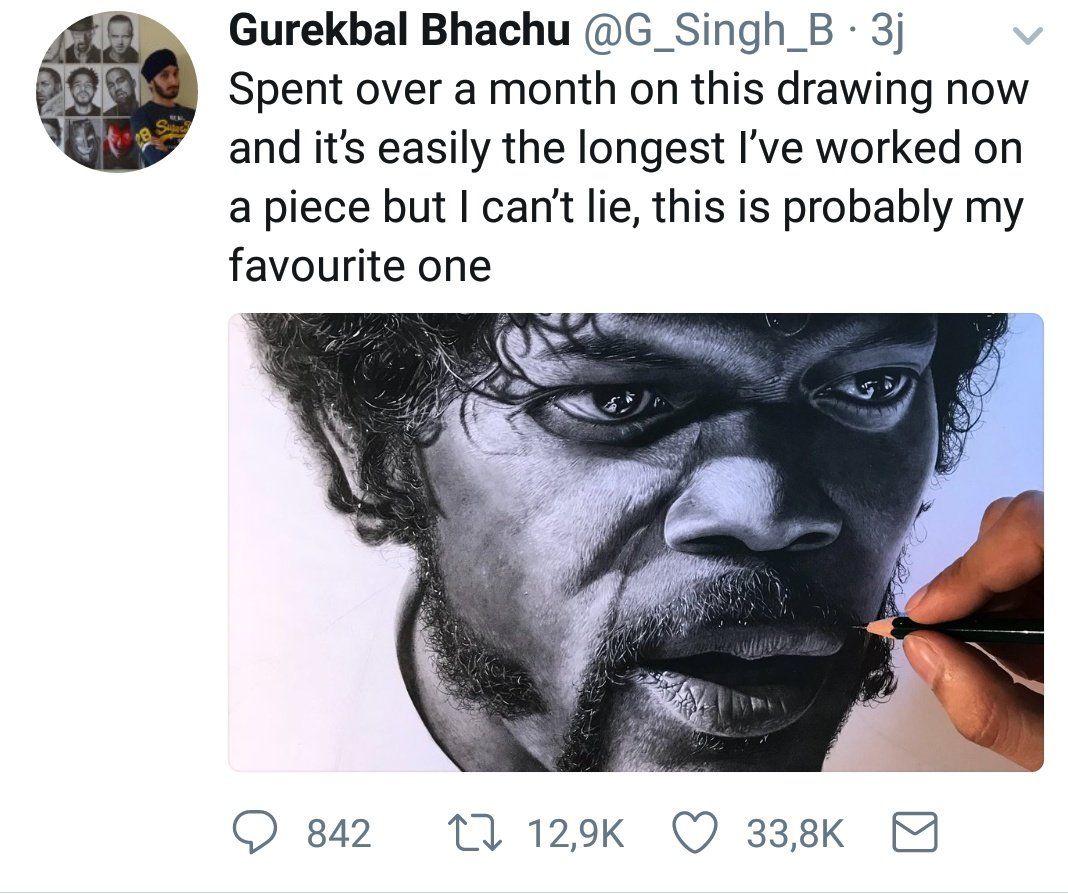 Gurekbal Bhachu @G_Singh_B · 3j
Spent over a month on this drawing now
and it’s easily the longest I’ve worked on
a piece but I can’t lie, this is probably my
favourite one
842 12,9K 33,8K